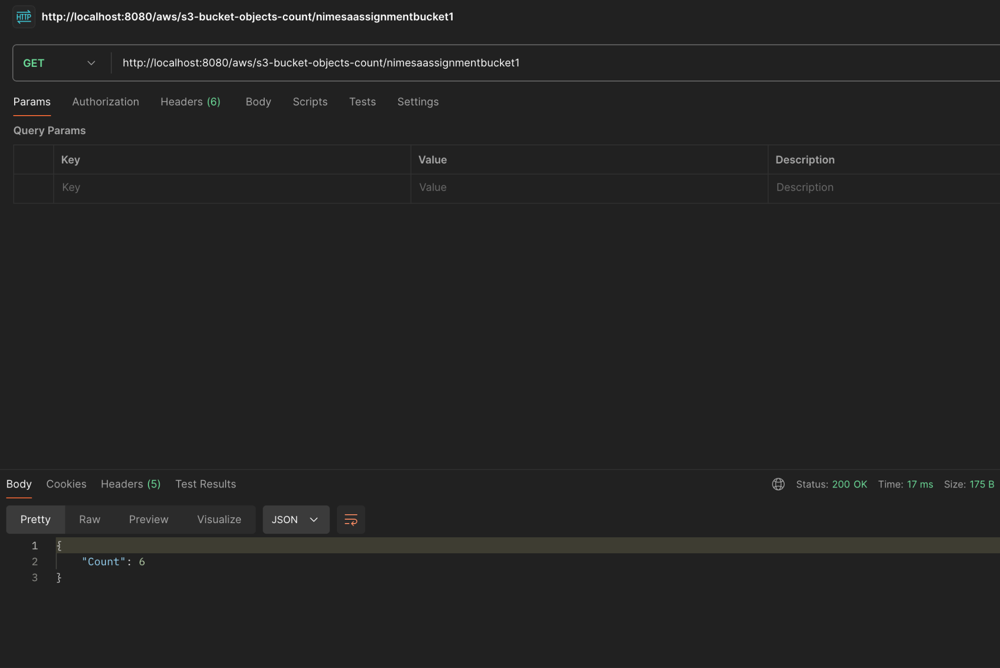 HTTP http://localhost:8080/aws/s3-bucket-objects-count/nimesaassignmentbucket1
GET http://localhost:8080/aws/s3-bucket-objects-count/nimesaassignmentbucket1
Params Authorization Headers (6) Body Scripts Tests Settings
Query Params
Key Value Description
Key Value Description
Body Cookies Headers (5) Test Results Status: 200 OK Time: 17 ms Size: 175 B
Pretty Raw Preview Visualize JSON
1 {
2 "Count": 6
3 }